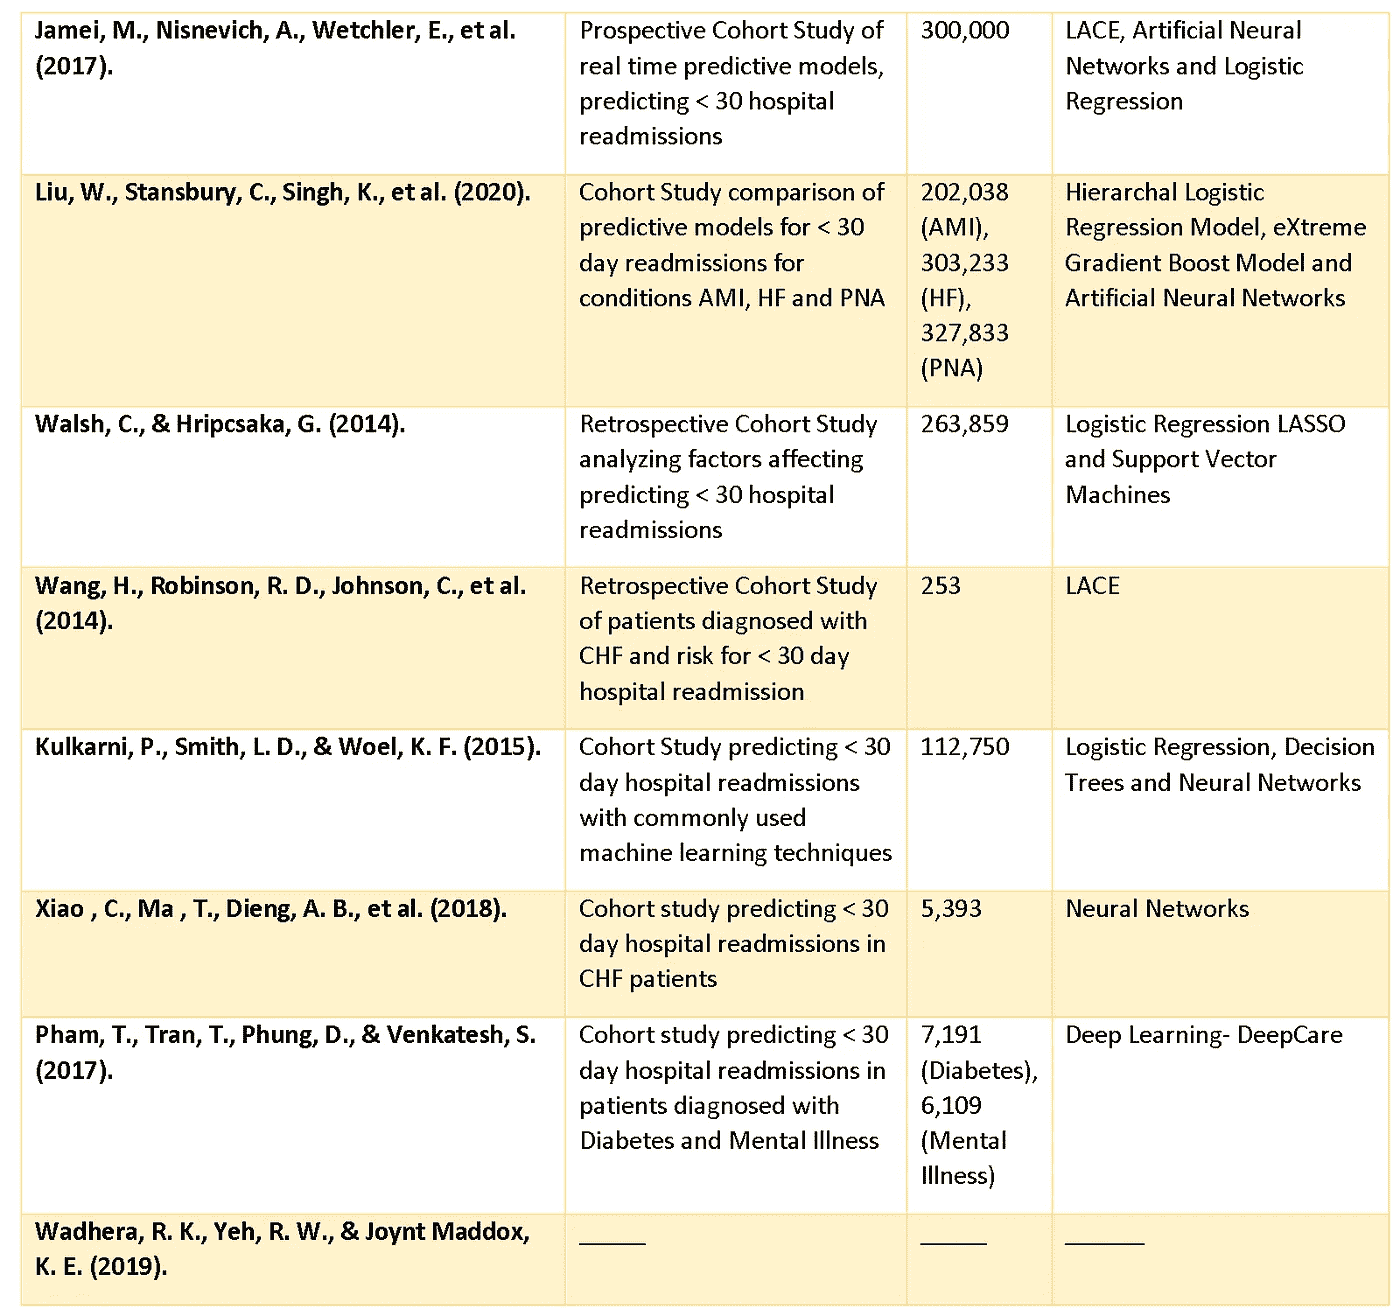 Jamei, M., Nisnevich, A., Wetchler, E., et al.
(2017).
Prospective Cohort Study of
real time predictive models,
predicting < 30 hospital
readmissions
300,000
LACE, Artificial Neural
Networks and Logistic
Regression
Liu, W., Stansbury, C., Singh, K., et al. (2020).
Cohort Study comparison of
predictive models for < 30
day readmissions for
conditions AMI, HF and PNA
202,038
(AMI),
303,233
(HF),
327,833
(PNA)
Hierarchal Logistic
Regression Model, eXtreme
Gradient Boost Model and
Artificial Neural Networks
Walsh, C., & Hripcsaka, G. (2014).
Retrospective Cohort Study
analyzing factors affecting
predicting < 30 hospital
readmissions
263,859
Logistic Regression LASSO
and Support Vector
Machines
Wang, H., Robinson, R. D., Johnson, C., et al.
(2014).
Retrospective Cohort Study
of patients diagnosed with
CHF and risk for < 30 day
hospital readmission
253
LACE
Kulkarni, P., Smith, L. D., & Woel, K. F. (2015).
Cohort Study predicting < 30
day hospital readmissions
with commonly used
machine learning techniques
112,750
Logistic Regression, Decision
Trees and Neural Networks
Xiao , C., Ma , T., Dieng, A. B., et al. (2018).
Cohort study predicting < 30
day hospital readmissions in
CHF patients
5,393
Neural Networks
Pham, T., Tran, T., Phung, D., & Venkatesh, S.
(2017).
Cohort study predicting < 30
day hospital readmissions in
patients diagnosed with
Diabetes and Mental Illness
7,191
(Diabetes),
6,109
(Mental
Illness)
Deep Learning- DeepCare
Wadhera, R. K., Yeh, R. W., & Joynt Maddox,
K. E. (2019).
_____
_____
______